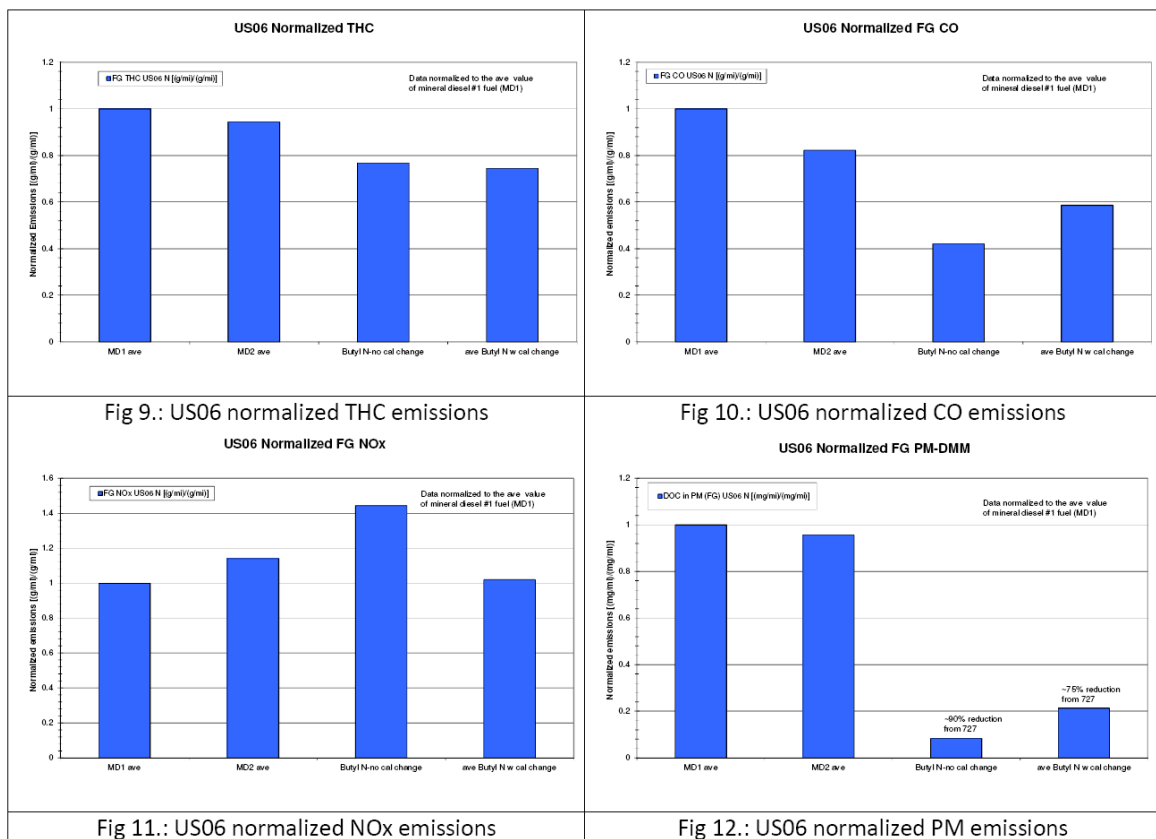 US06 Normalized THC
1.2
1
0.8
0.6
0.4
0.2
0
Normalized Emissions [(g/mi)/(g/mi)]
FG THC US06 N [(g/mi)/(g/mi)]
Data normalized to the ave value
of mineral diesel #1 fuel (MD1)
MD1 ave MD2 ave Butyl N-no cal change ave Butyl N w cal change
Fig 9.: US06 normalized THC emissions
US06 Normalized FG CO
1.2
1
0.8
0.6
0.4
0.2
0
Normalized emissions [(g/mi)/(g/mi)]
FG CO US06 N [(g/mi)/(g/mi)]
Data normalized to the ave value
of mineral diesel #1 fuel (MD1)
MD1 ave MD2 ave Butyl N-no cal change ave Butyl N w cal change
Fig 10.: US06 normalized CO emissions
US06 Normalized FG NOx
1.6
1.4
1.2
1
0.8
0.6
0.4
0.2
0
Normalized emissions [(g/mi)/(g/mi)]
FG NOx US06 N [(g/mi)/(g/mi)]
Data normalized to the ave value
of mineral diesel #1 fuel (MD1)
MD1 ave MD2 ave Butyl N-no cal change ave Butyl N w cal change
Fig 11.: US06 normalized NOx emissions
US06 Normalized FG PM-DMM
1.2
1
0.8
0.6
0.4
0.2
0
Normalized emissions [(mg/mi)/(mg/mi)]
DOC in PM (FG) US06 N [(mg/mi)/(mg/mi)]
Data normalized to the ave value
of mineral diesel #1 fuel (MD1)
~90% reduction
from 727
~75% reduction
from 727
MD1 ave MD2 ave Butyl N-no cal change ave Butyl N w cal change
Fig 12.: US06 normalized PM emissions